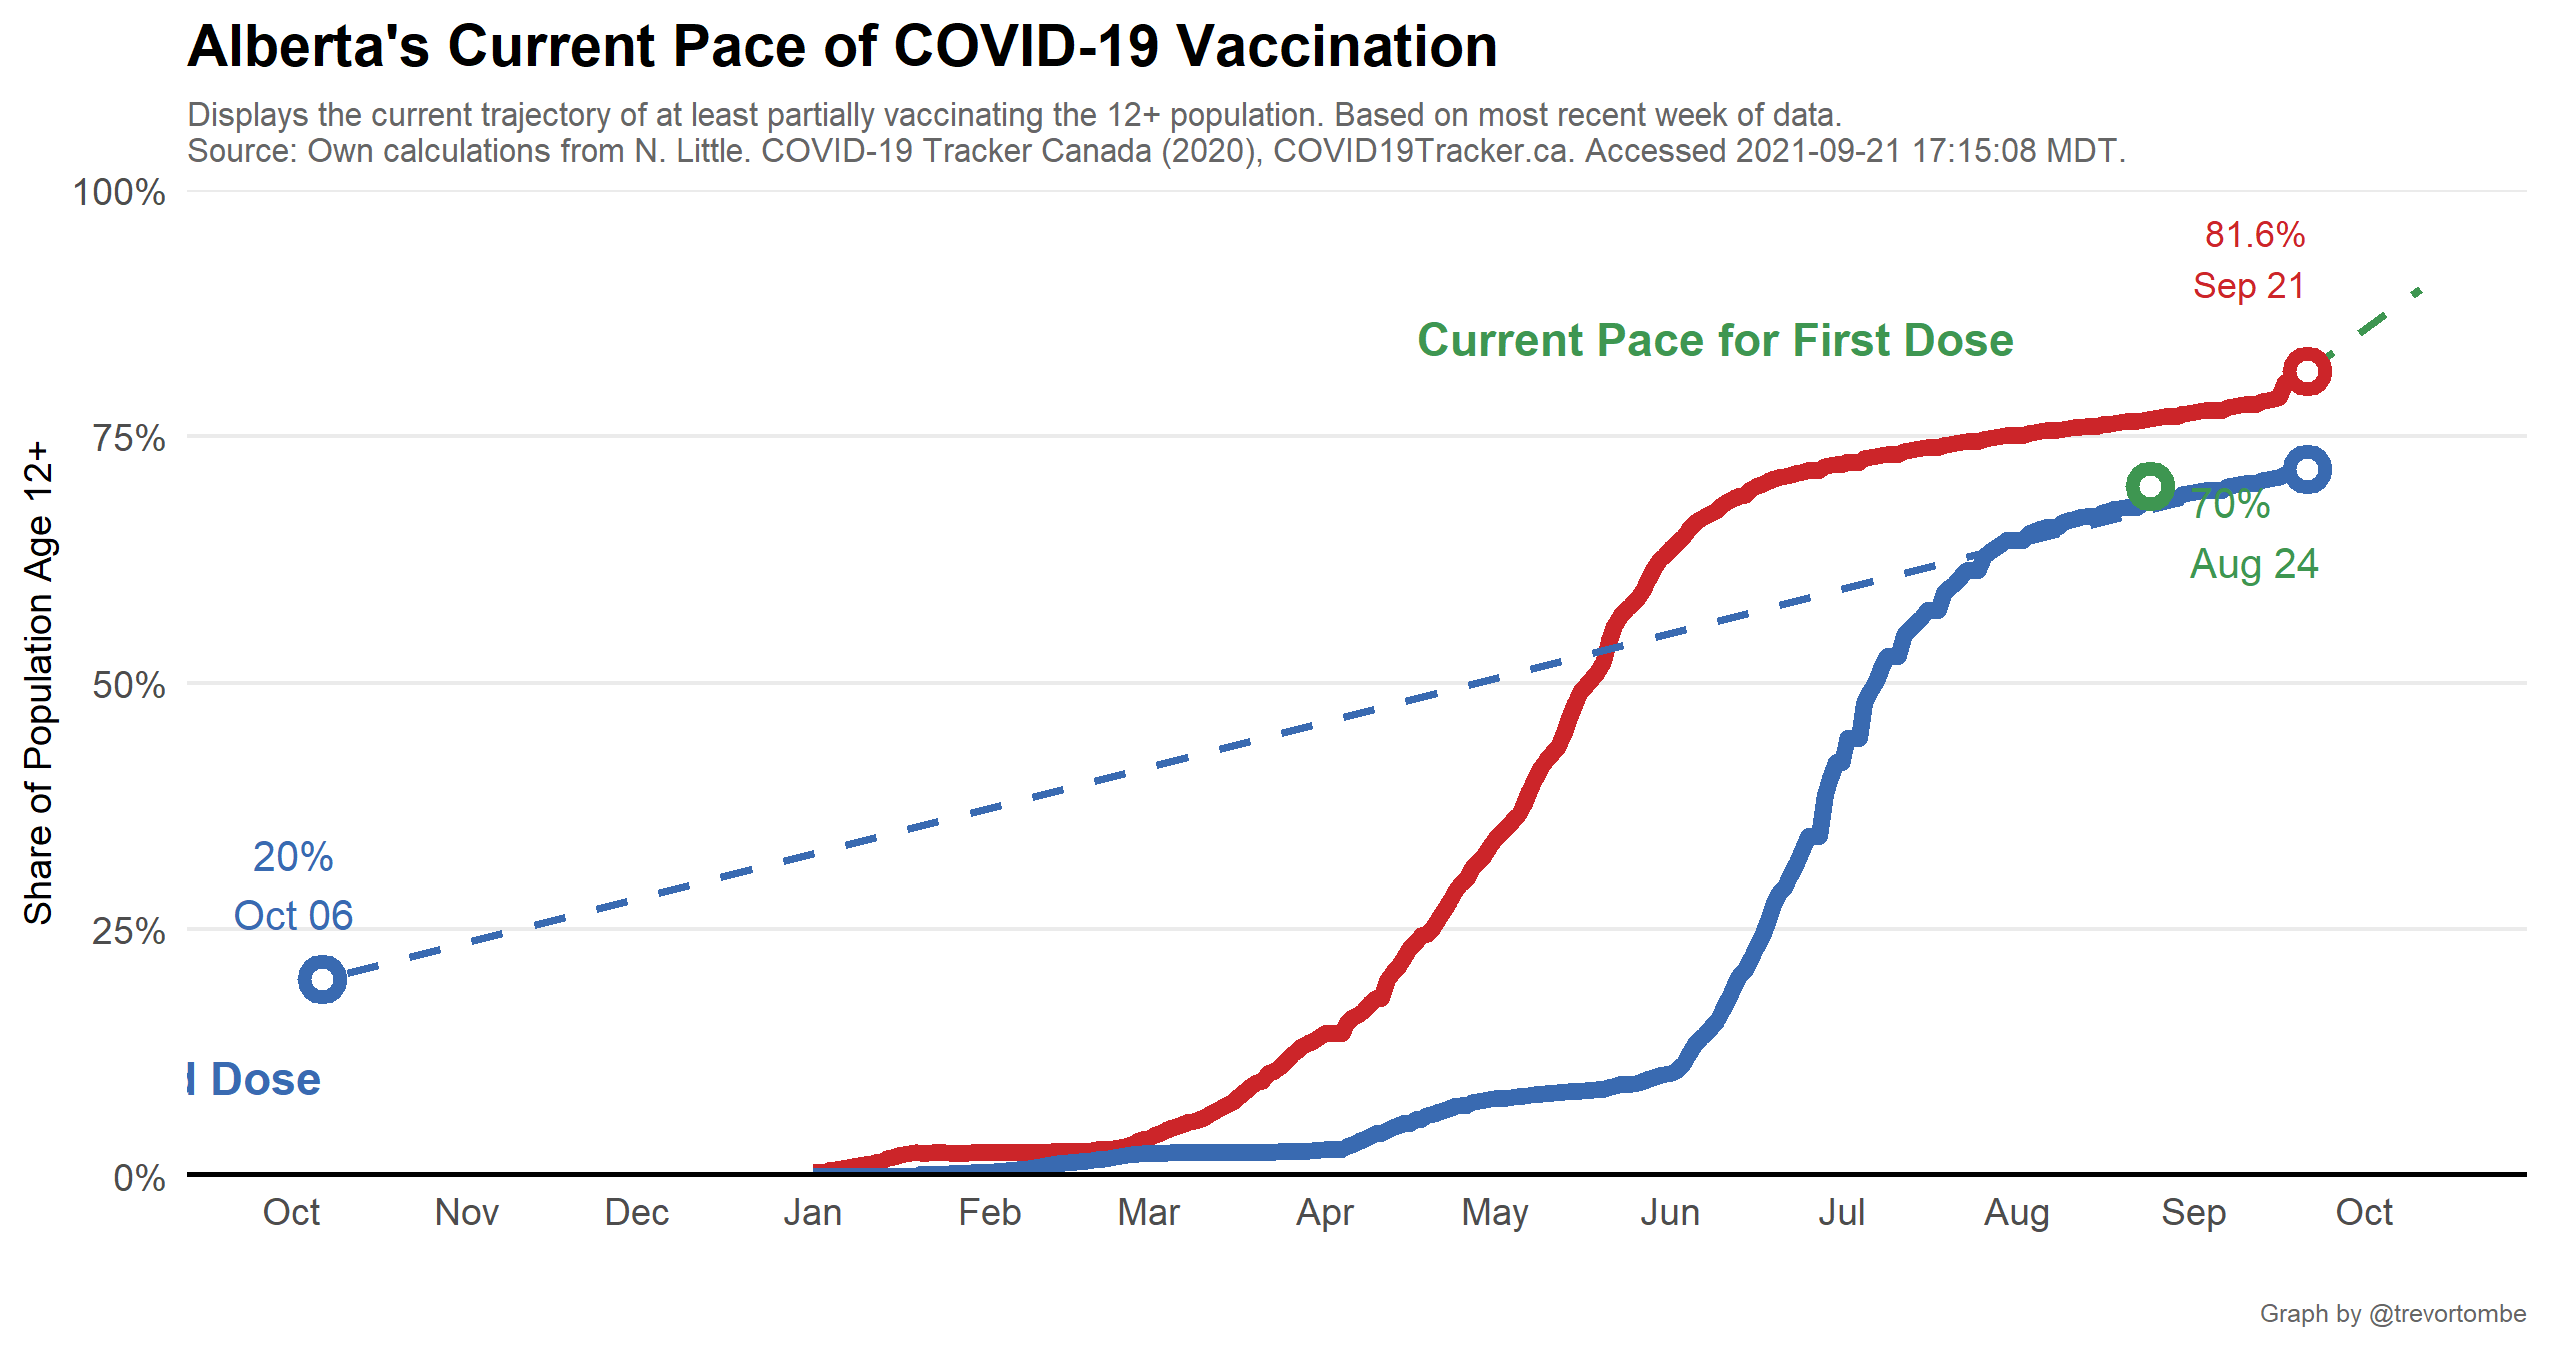 Alberta's Current Pace of COVID-19 Vaccination
Displays the current trajectory of at least partially vaccinating the 12+ population. Based on most recent week of data.
Source: Own calculations from N. Little. COVID-19 Tracker Canada (2020), COVID19Tracker.ca. Accessed 2021-09-21 17:15:08 MDT.
100%
75%
50%
25%
0%
Share of Population Age 12+
81.6%
Sep 21
Current Pace for First Dose
70%
Aug 24
20%
Oct 06
Dose
Oct Nov Dec Jan Feb Mar Apr May Jun Jul Aug Sep Oct
Graph by @trevortombe